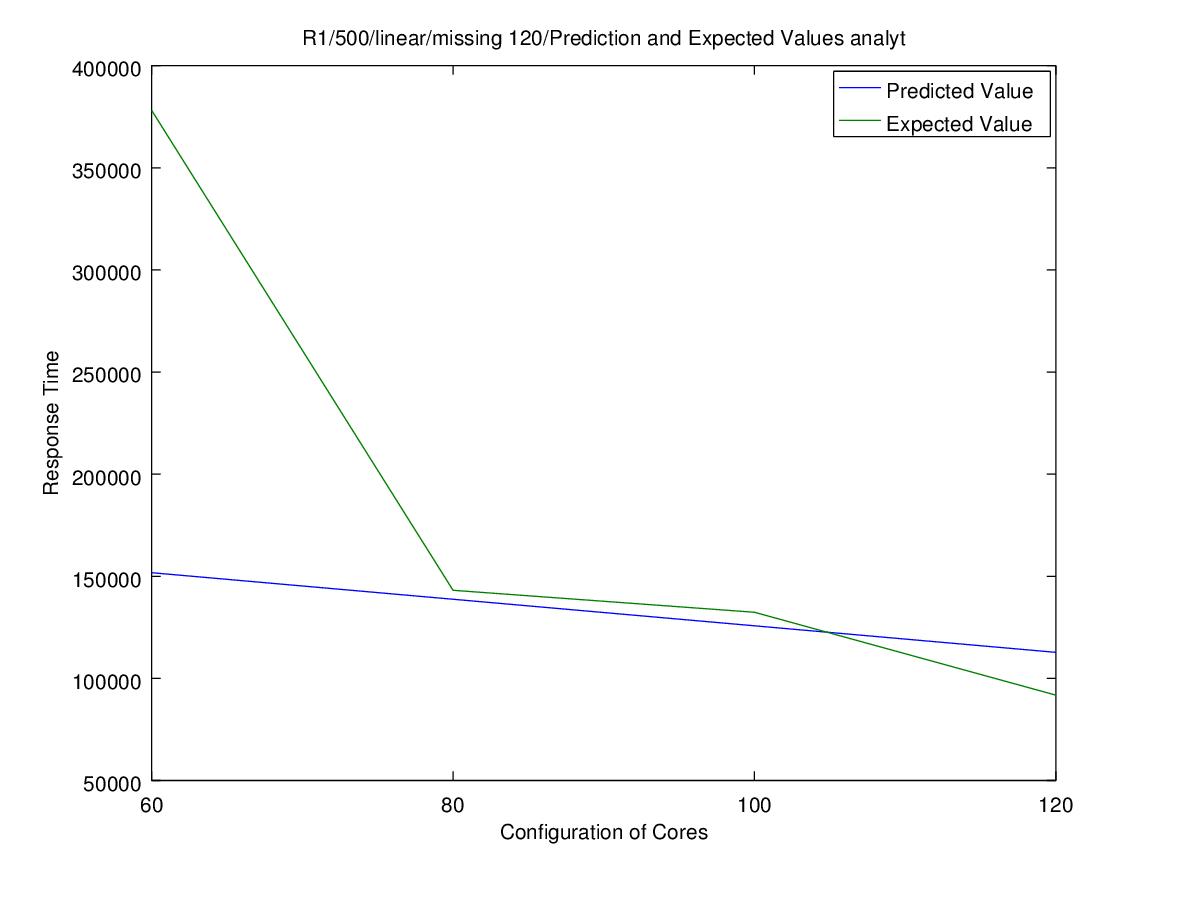 R1/500/linear/missing 120/Prediction and Expected Values analyt
400000
350000
300000
250000
200000
150000
100000
50000
60
80
100
120
Response Time
Configuration of Cores
Predicted Value
Expected Value